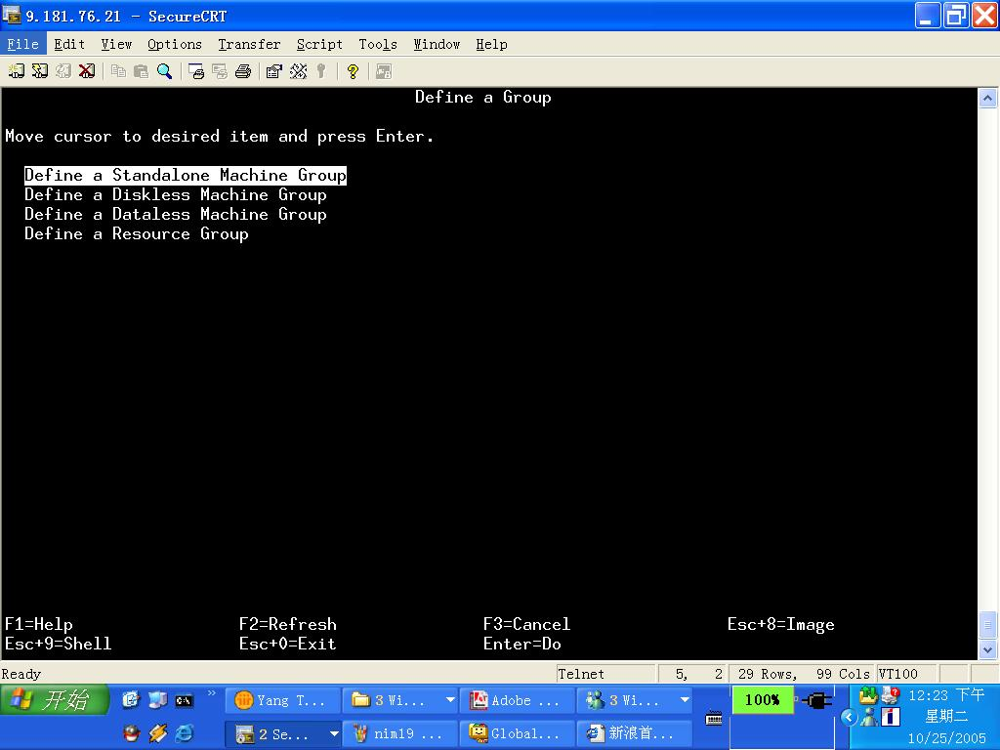 9.181.76.21 - SecureCRT
File Edit View Options Transfer Script Tools Window Help
Define a Group
Move cursor to desired item and press Enter.
Define a Standalone Machine Group
Define a Diskless Machine Group
Define a Dataless Machine Group
Define a Resource Group
F1=Help F2=Refresh F3=Cancel Esc+8=Image
Esc+9=Shell Esc+0=Exit Enter=Do
Ready Telnet 5, 2 29 Rows, 99 Cols VT100
开始 Yang T... 3 Wi... Adobe ... 3 Wi... 100% 12:23 下午
星期二
2 Se... nim19 ... Global... 新浪首... 10/25/2005